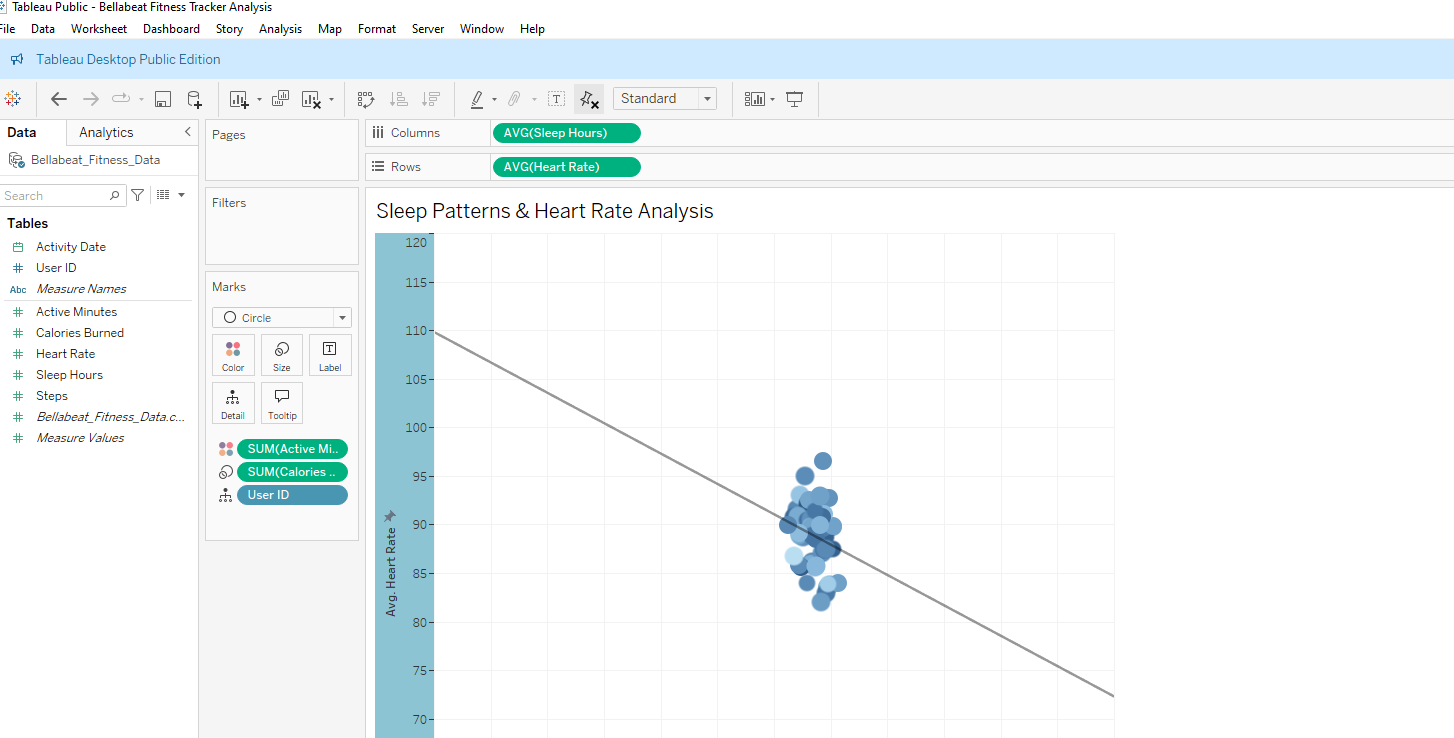 Tableau Public - Bellabeat Fitness Tracker Analysis
File Data Worksheet Dashboard Story Analysis Map Format Server Window Help
Tableau Desktop Public Edition
Standard
Data Analytics
Bellabeat_Fitness_Data
Search
Tables
Activity Date
User ID
Abc Measure Names
Active Minutes
Calories Burned
Heart Rate
Sleep Hours
Steps
Bellabeat_Fitness_Data.c...
Measure Values
Pages
Filters
Marks
Circle
Color Size Label
Detail Tooltip
SUM(Active Mi..
SUM(Calories ..
User ID
Columns AVG(Sleep Hours)
Rows AVG(Heart Rate)
Sleep Patterns & Heart Rate Analysis
120
115
110
105
100
95
90
85
80
75
70
Avg. Heart Rate